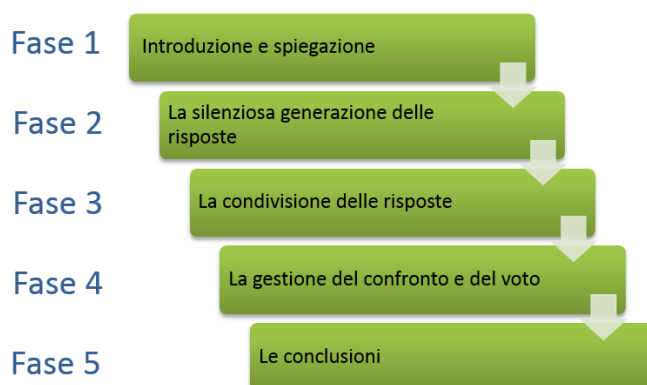 Fase 1
Introduzione e spiegazione
Fase 2
La silenziosa generazione delle
risposte
Fase 3
La condivisione delle risposte
Fase 4
La gestione del confronto e del voto
Fase 5
Le conclusioni